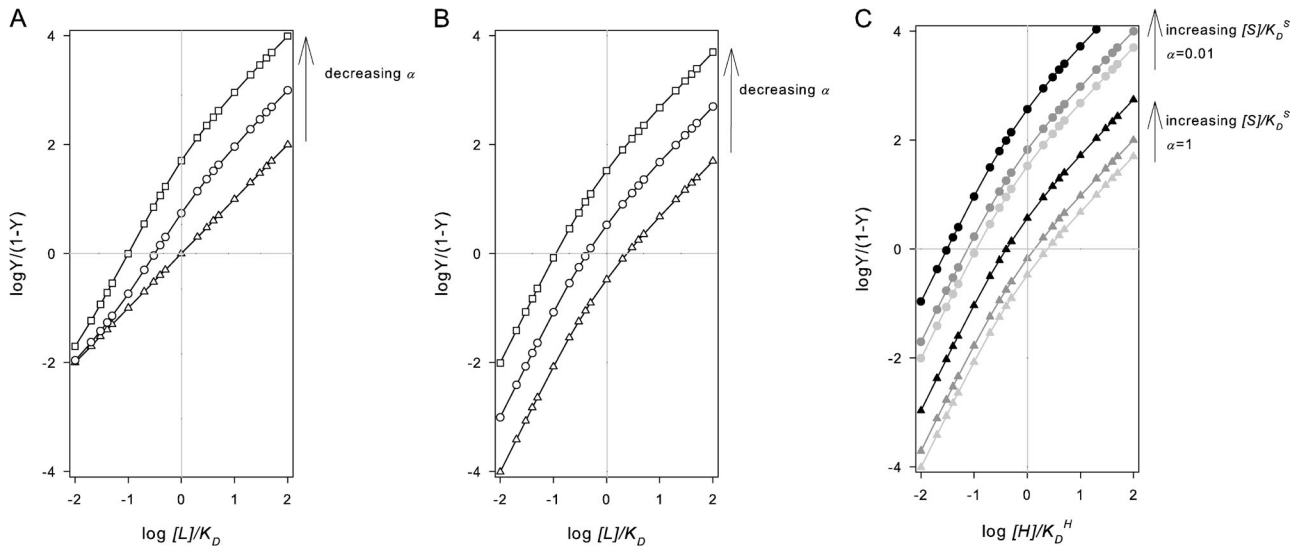 A
4
2
0
-2
-4
logY/(1-Y)
-2 -1 0 1 2
log [L]/K_D
decreasing α
B
4
2
0
-2
-4
logY/(1-Y)
-2 -1 0 1 2
log [L]/K_D
decreasing α
C
4
2
0
-2
-4
logY/(1-Y)
-2 -1 0 1 2
log [H]/K_D^H
increasing [S]/K_D^S
α=0.01
increasing [S]/K_D^S
α=1